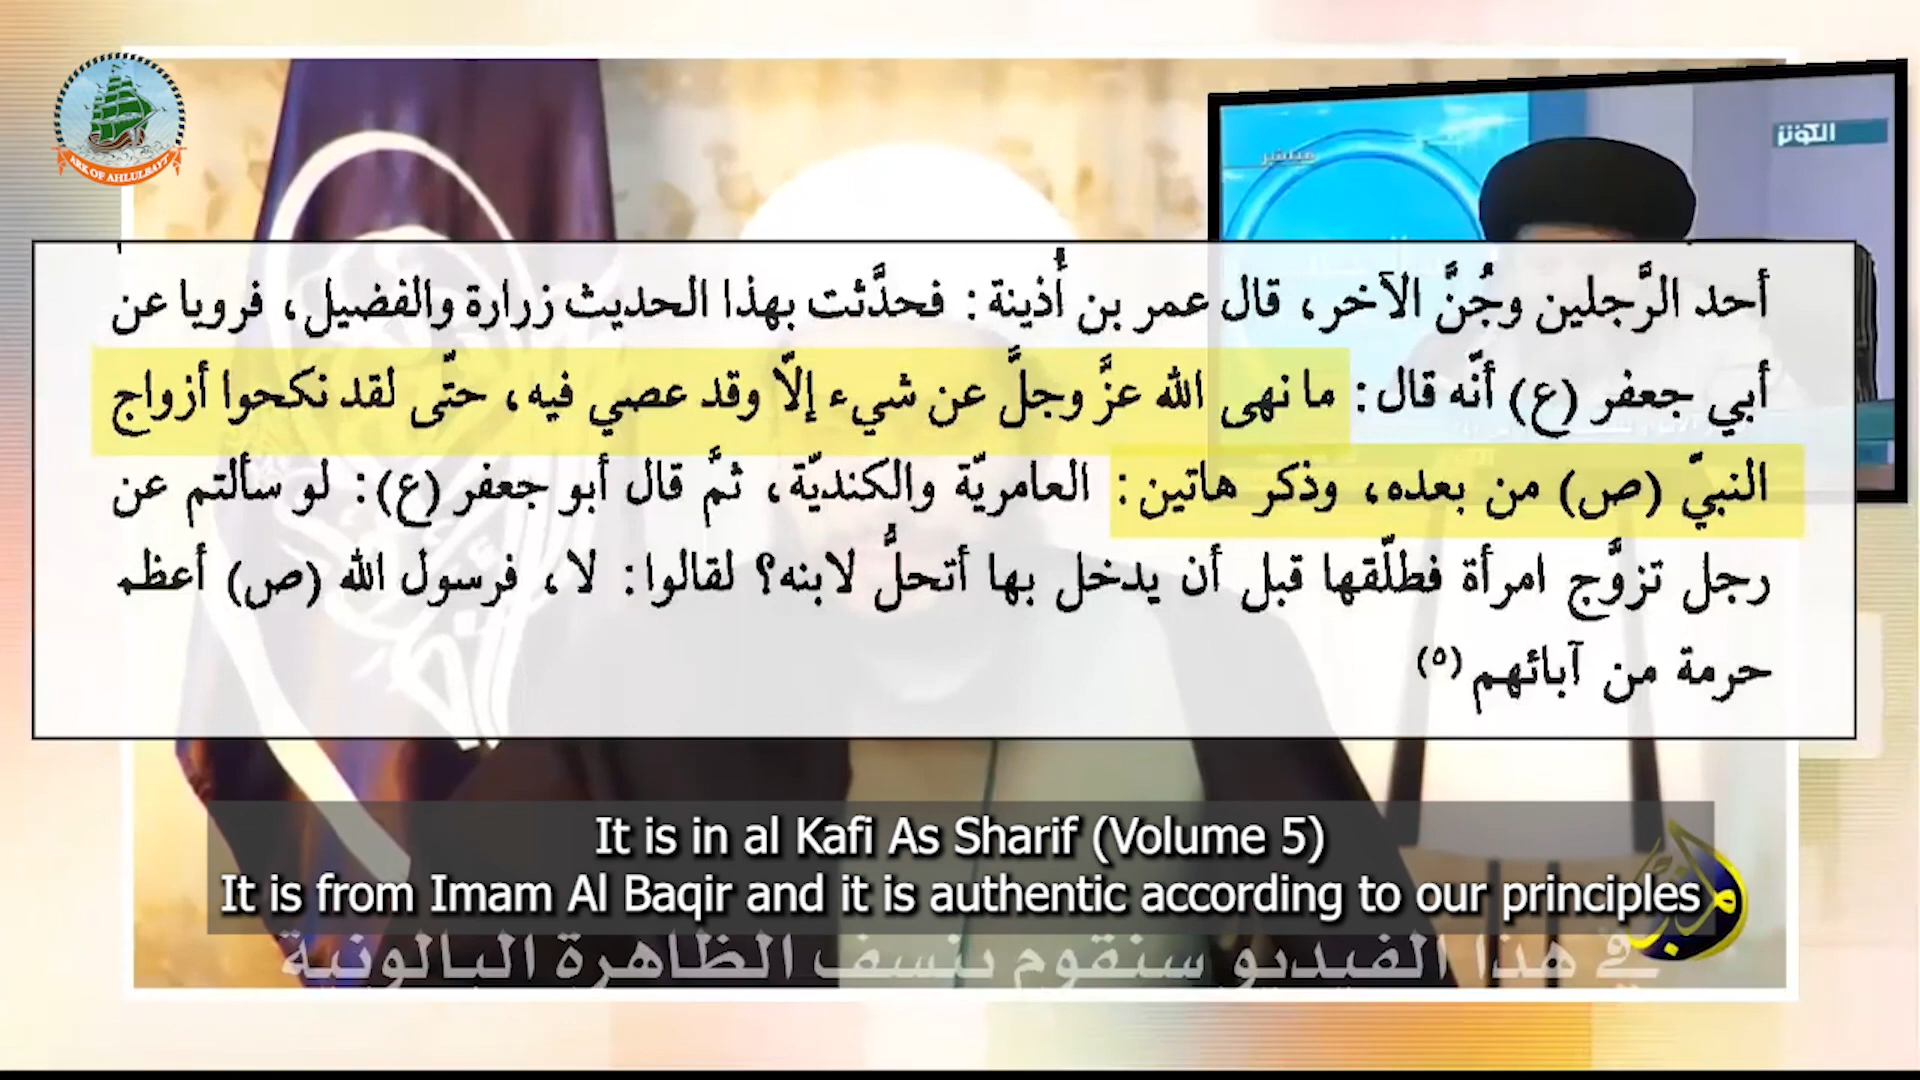 ARK OF AHLULBAYT
مباشر
الكوثر
أحد الرَّجلين وجُنَّ الآخر، قال عمر بن أُذينة: فحدَّثت بهذا الحديث زرارة والفضيل، فرويا عن
أبي جعفر (ع) أنّه قال: ما نهى الله عزَّ وجلَّ عن شيء إلاّ وقد عصي فيه، حتّى لقد نكحوا أزواج
النبيّ (ص) من بعده، وذكر هاتين: العامريّة والكنديّة، ثمَّ قال أبو جعفر (ع): لو سألتم عن
رجل تزوَّج امرأة فطلّقها قبل أن يدخل بها أتحلُّ لابنه؟ لقالوا: لا، فرسول الله (ص) أعظم
حرمة من آبائهم (٥)
It is in al Kafi As Sharif (Volume 5)
It is from Imam Al Baqir and it is authentic according to our principles
في هذا الفيديو سنقوم بنسف الظاهرة البالونية